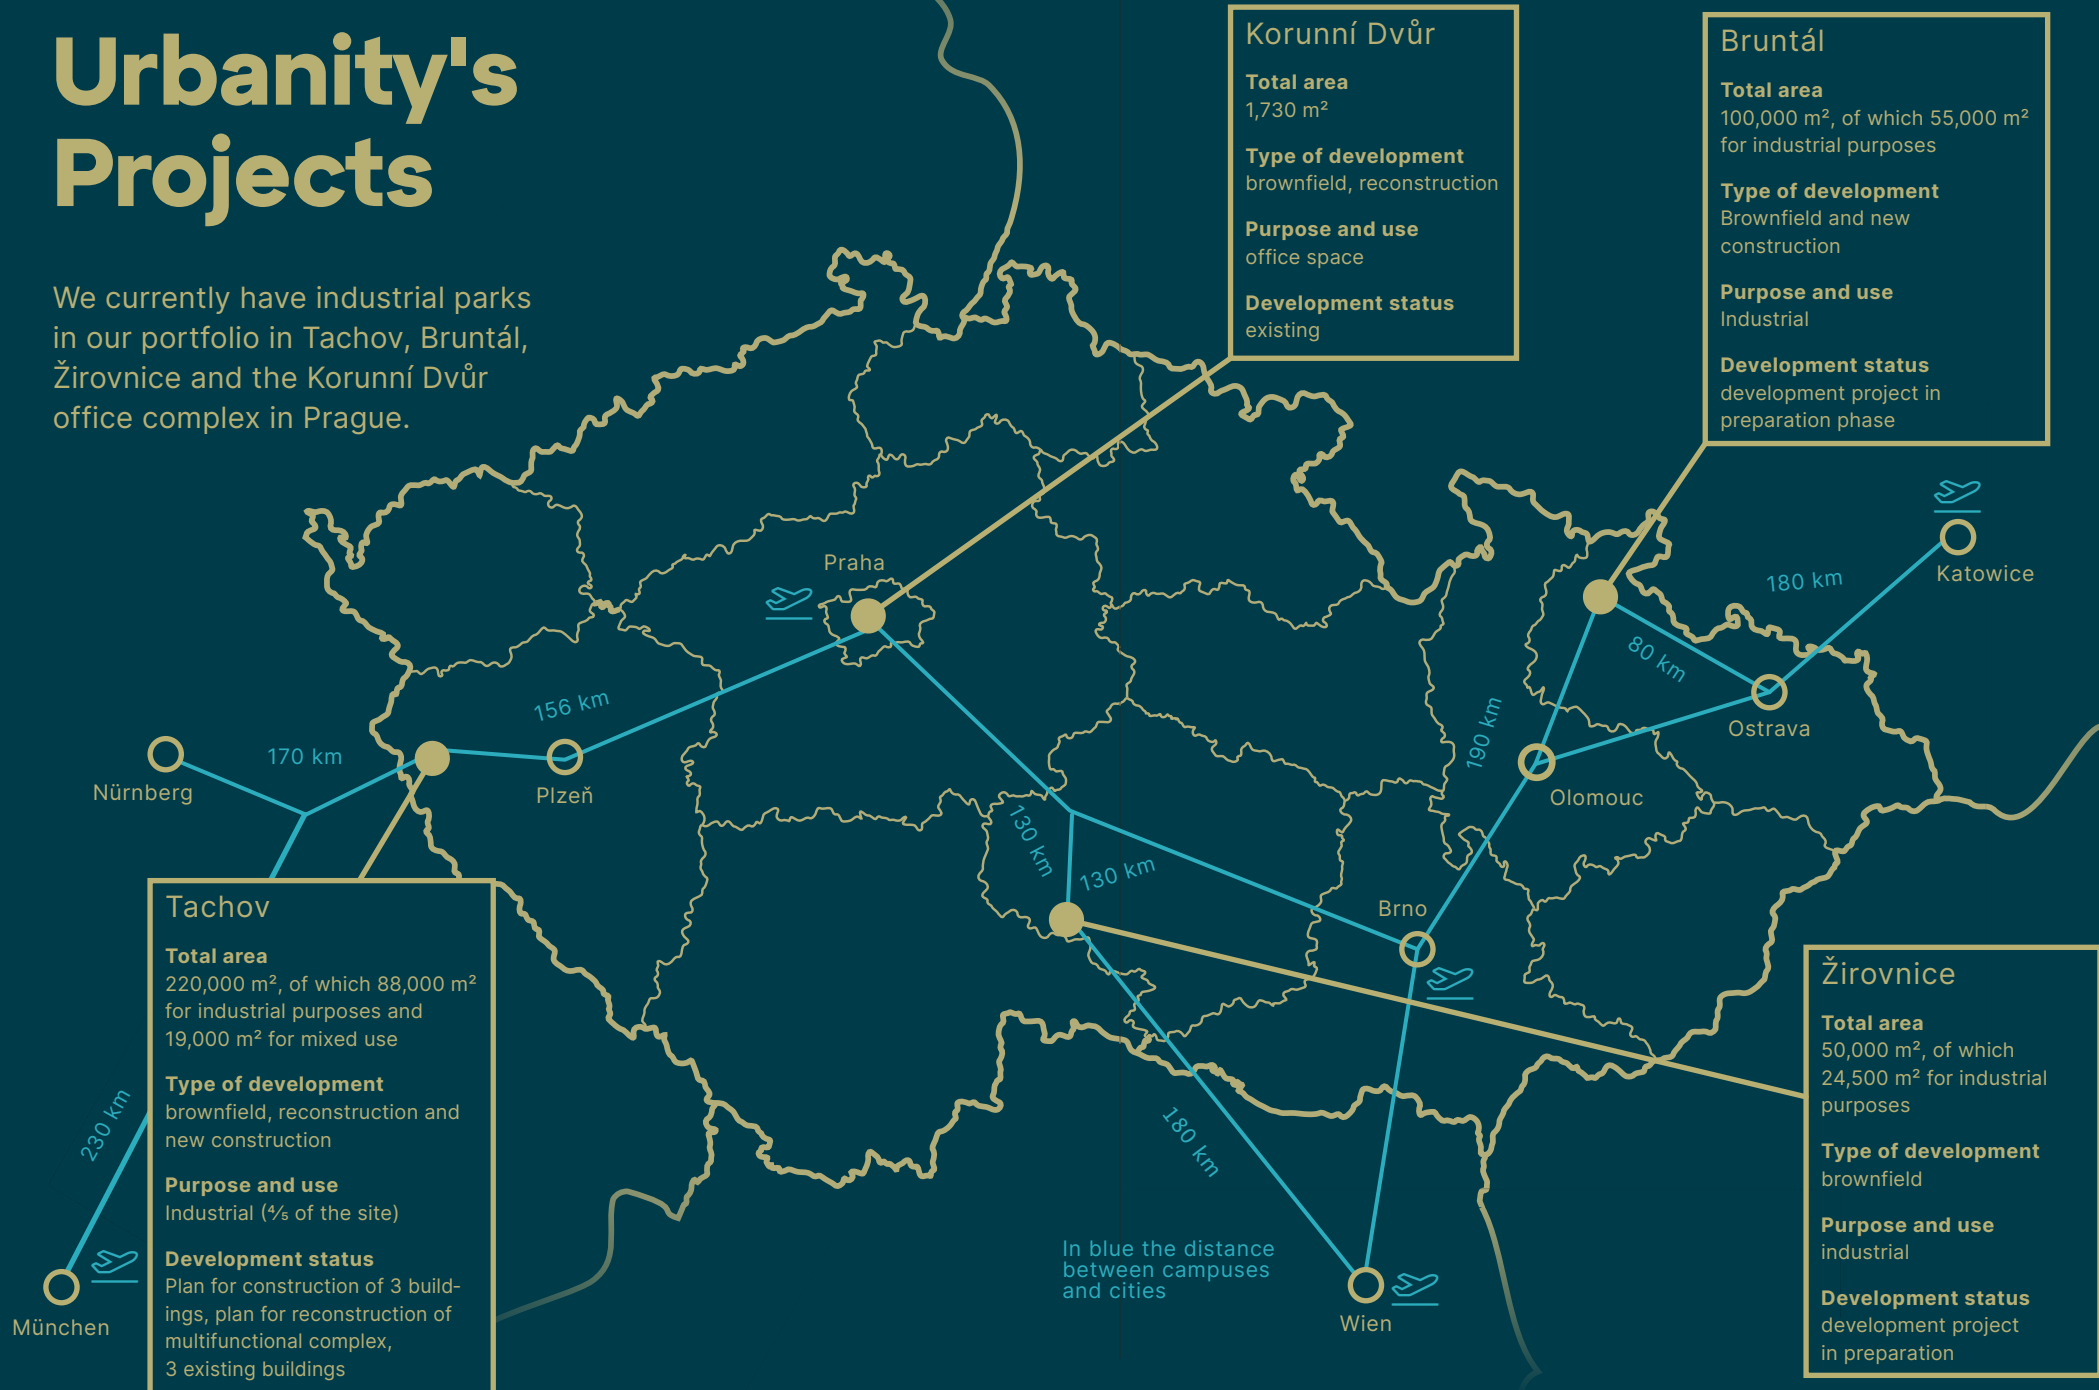 Urbanity's
Projects
We currently have industrial parks
in our portfolio in Tachov, Bruntál,
Žirovnice and the Korunní Dvůr
office complex in Prague.
Korunní Dvůr
Total area
1,730 m²
Type of development
brownfield, reconstruction
Purpose and use
office space
Development status
existing
Bruntál
Total area
100,000 m², of which 55,000 m²
for industrial purposes
Type of development
Brownfield and new
construction
Purpose and use
Industrial
Development status
development project in
preparation phase
Praha
Katowice
180 km
80 km
156 km
190 km
Ostrava
170 km
Nürnberg
Plzeň
Olomouc
130 km
130 km
Brno
Tachov
Total area
220,000 m², of which 88,000 m²
for industrial purposes and
19,000 m² for mixed use
Type of development
brownfield, reconstruction and
new construction
Purpose and use
Industrial (⅘ of the site)
Development status
Plan for construction of 3 build-
ings, plan for reconstruction of
multifunctional complex,
3 existing buildings
230 km
München
180 km
In blue the distance
between campuses
and cities
Wien
Žirovnice
Total area
50,000 m², of which
24,500 m² for industrial
purposes
Type of development
brownfield
Purpose and use
industrial
Development status
development project
in preparation